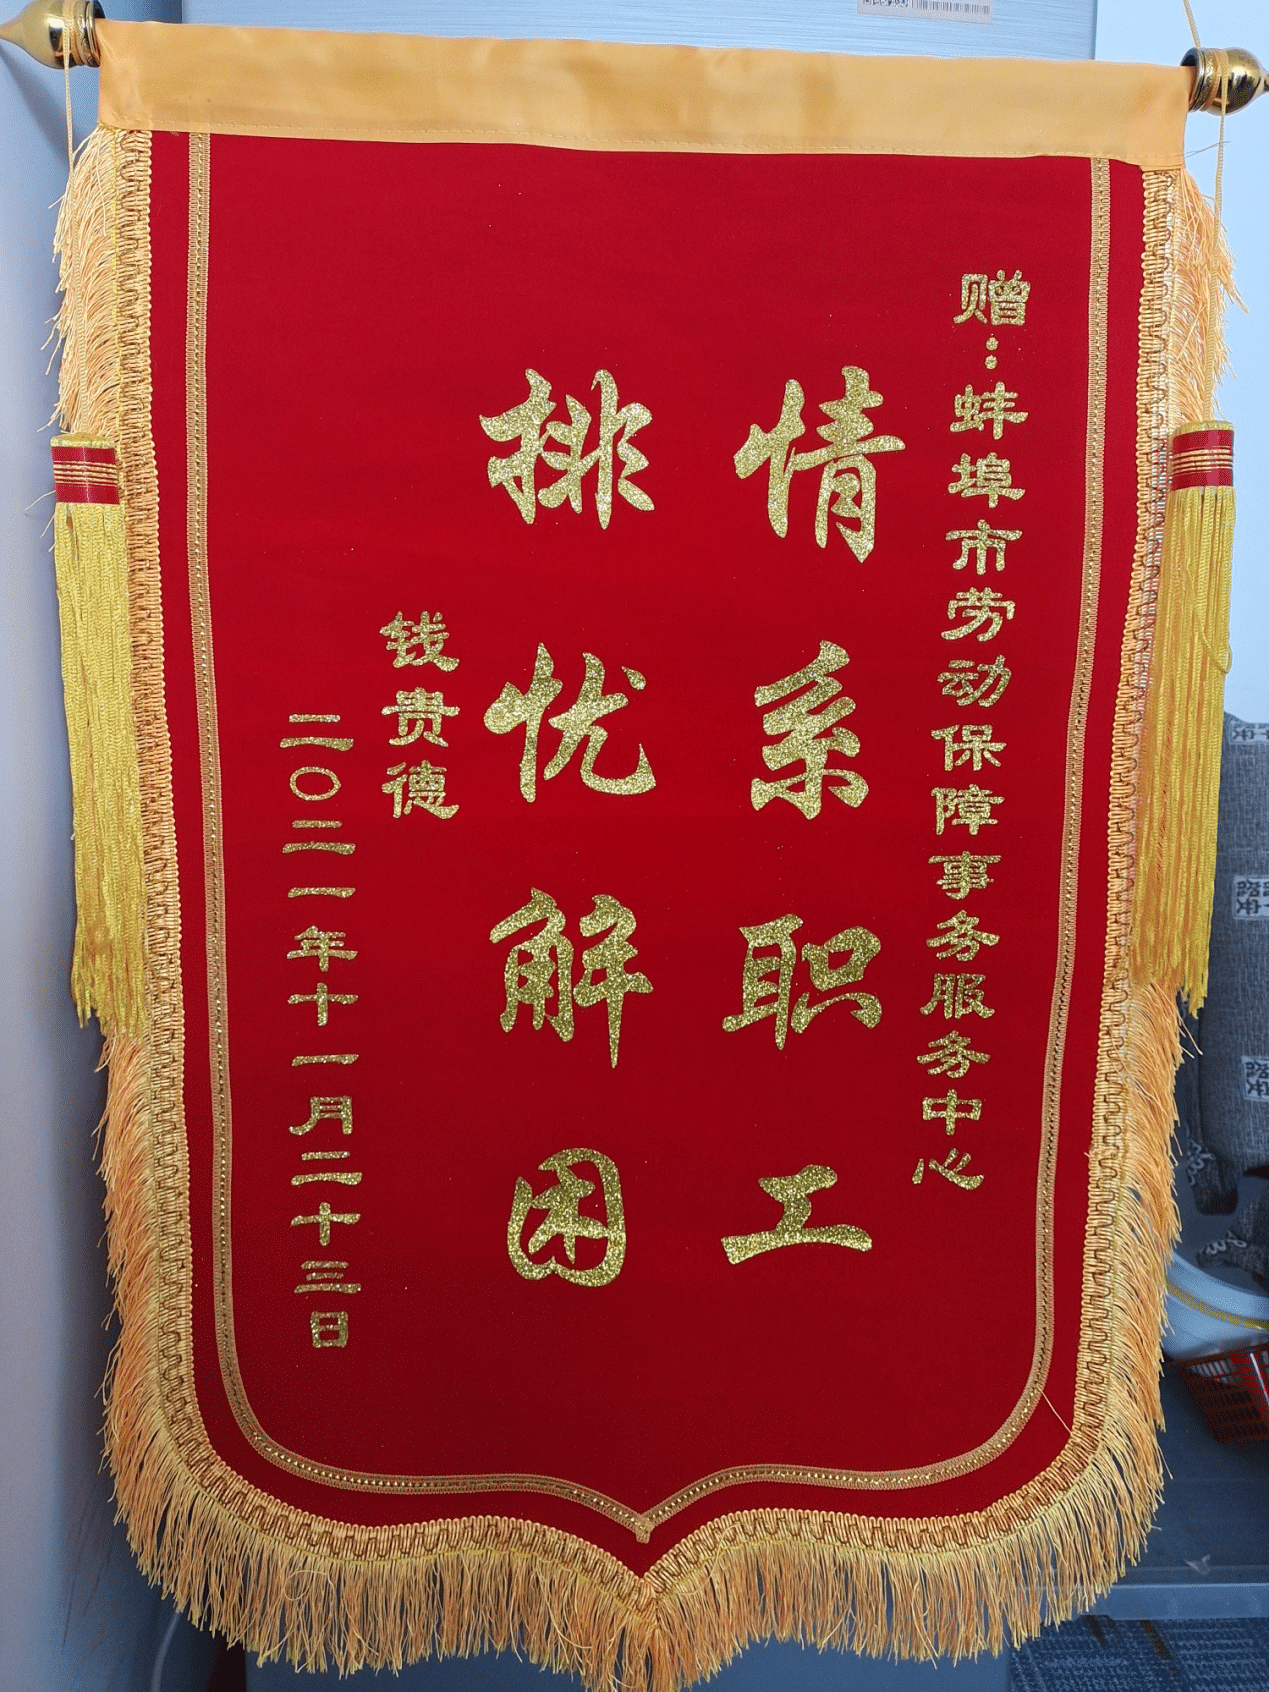 赠：蚌埠市劳动保障事务服务中心
情系职工
排忧解困
钱贵德
二〇二一年十一月二十三日